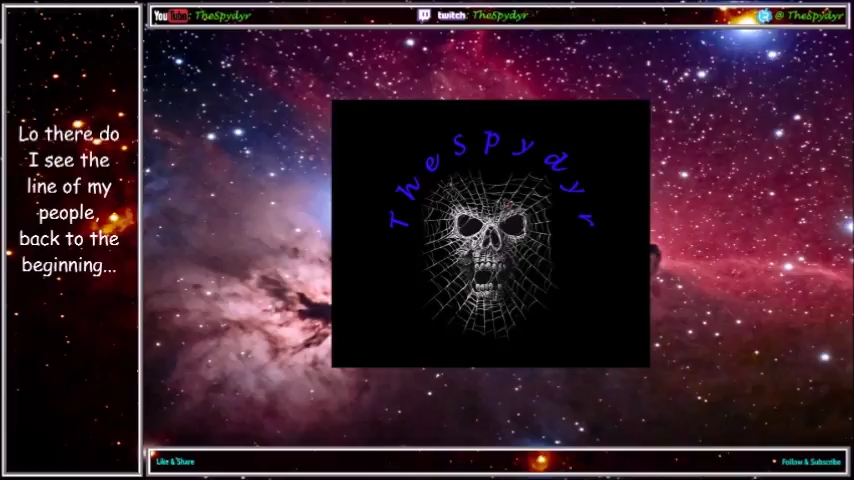 YouTube: TheSpydyr
twitch: TheSpydyr
@ TheSpydyr
Lo there do
I see the
line of my
people,
back to the
beginning...
TheSpydyr
Like & Share
Follow & Subscribe